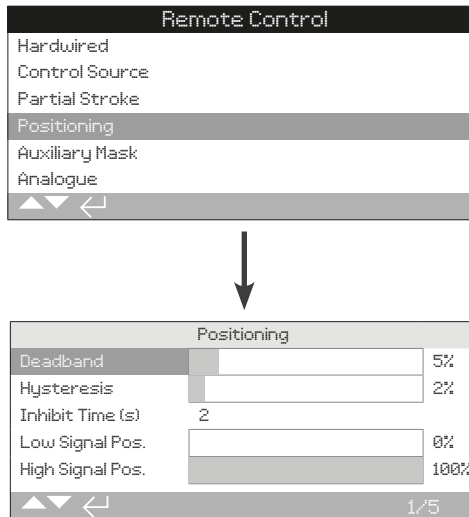 Remote Control
Hardwired
Control Source
Partial Stroke
Positioning
Auxiliary Mask
Analogue
Positioning
Deadband 5%
Hysteresis 2%
Inhibit Time (s) 2
Low Signal Pos. 0%
High Signal Pos. 100%
1/5